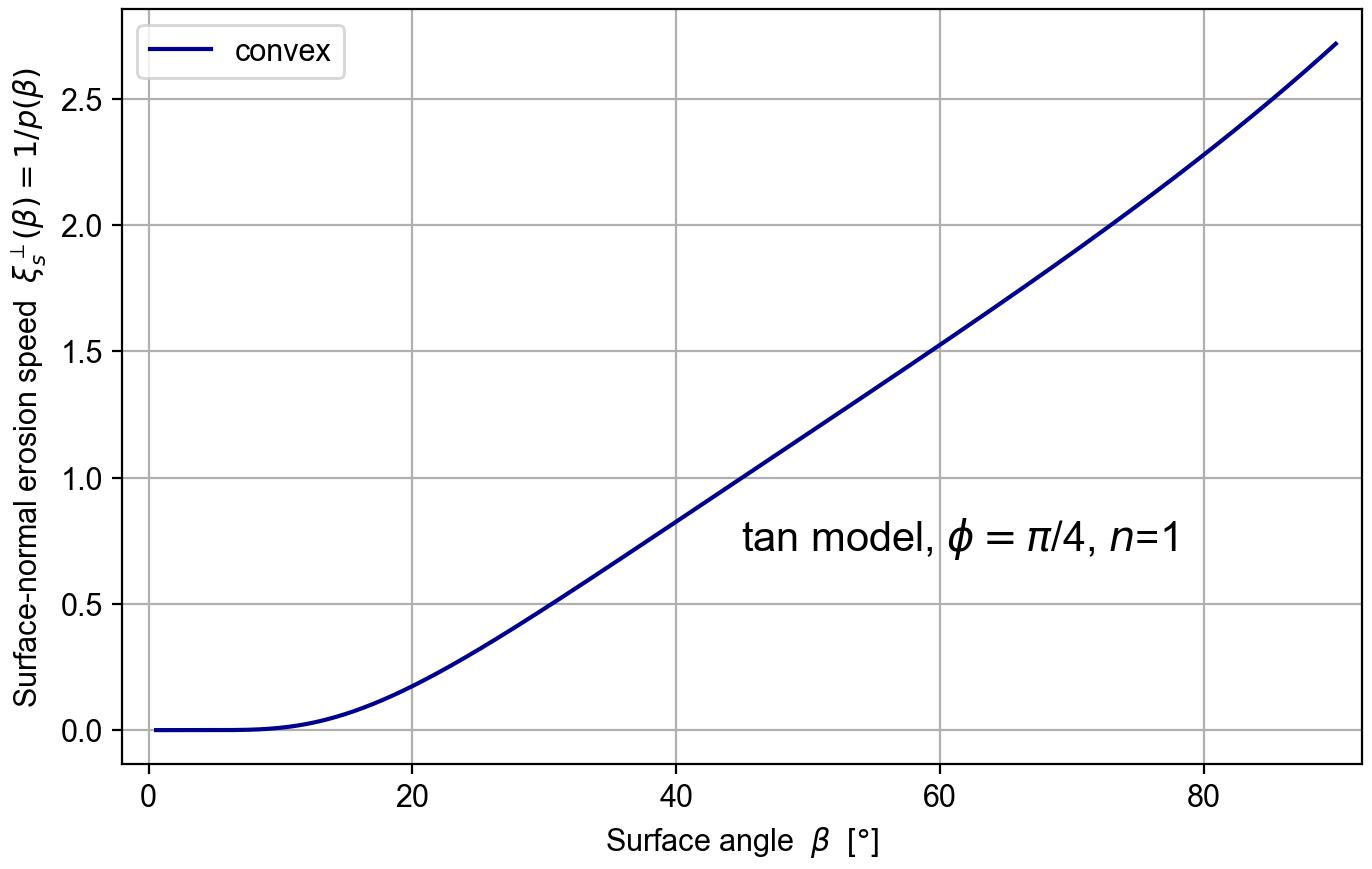 convex
Surface-normal erosion speed ξₛ^⊥(β) = 1/p(β)
2.5
2.0
1.5
1.0
0.5
0.0
tan model, ϕ = π/4, n=1
0 20 40 60 80
Surface angle β [°]